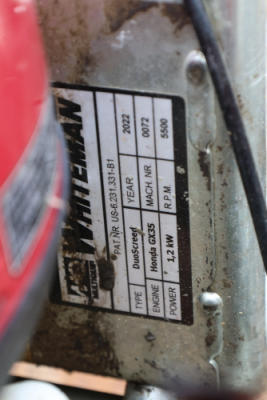 WHITEMAN
PAT.NR. US-6.231.331-B1
TYPE DuoScreed YEAR 2022
ENGINE Honda GX35 MACH. NR. 0072
POWER 1,2 kW R.P.M. 5500